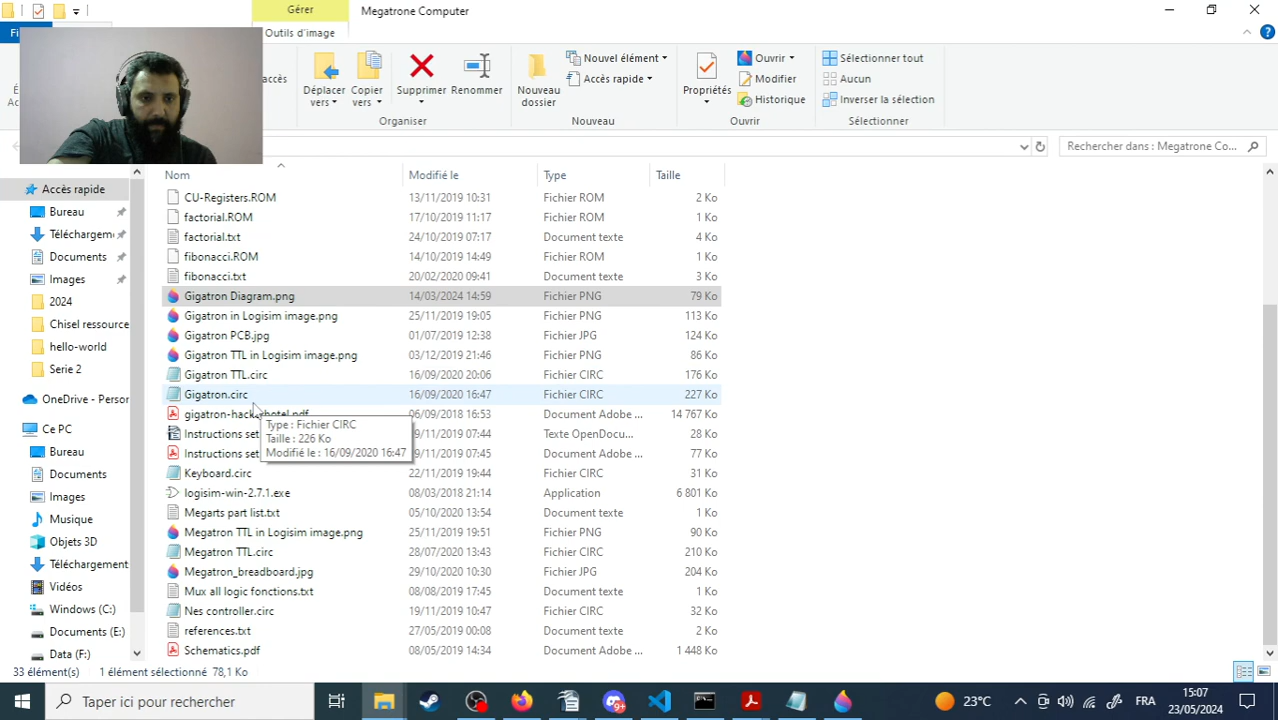 Gérer
Megatrone Computer
Fi
Outils d'image
accès
Ac
Déplacer vers
Copier vers
Supprimer
Renommer
Nouveau dossier
Nouvel élément
Accès rapide
Propriétés
Ouvrir
Modifier
Historique
Sélectionner tout
Aucun
Inverser la sélection
Organiser
Nouveau
Ouvrir
Sélectionner
Rechercher dans : Megatrone Co...
Nom
Modifié le
Type
Taille
Accès rapide
Bureau
Téléchargem
Documents
Images
2024
Chisel ressource
hello-world
Serie 2
OneDrive - Person
Ce PC
Bureau
Documents
Images
Musique
Objets 3D
Téléchargement
Vidéos
Windows (C:)
Documents (E:)
Data (F:)
CU-Registers.ROM 13/11/2019 10:31 Fichier ROM 2 Ko
factorial.ROM 17/10/2019 11:17 Fichier ROM 1 Ko
factorial.txt 24/10/2019 07:17 Document texte 4 Ko
fibonacci.ROM 14/10/2019 14:49 Fichier ROM 1 Ko
fibonacci.txt 20/02/2020 09:41 Document texte 3 Ko
Gigatron Diagram.png 14/03/2024 14:59 Fichier PNG 79 Ko
Gigatron in Logisim image.png 25/11/2019 19:05 Fichier PNG 113 Ko
Gigatron PCB.jpg 01/07/2019 12:38 Fichier JPG 124 Ko
Gigatron TTL in Logisim image.png 03/12/2019 21:46 Fichier PNG 86 Ko
Gigatron TTL.circ 16/09/2020 20:06 Fichier CIRC 176 Ko
Gigatron.circ 16/09/2020 16:47 Fichier CIRC 227 Ko
gigatron-hackerhotel.pdf 06/09/2018 16:53 Document Adobe ... 14 767 Ko
Instructions set 9/11/2019 07:44 Texte OpenDocu... 28 Ko
Instructions set 9/11/2019 07:45 Document Adobe ... 77 Ko
Keyboard.circ 22/11/2019 19:44 Fichier CIRC 31 Ko
logisim-win-2.7.1.exe 08/03/2018 21:14 Application 6 801 Ko
Megarts part list.txt 05/10/2020 13:54 Document texte 1 Ko
Megatron TTL in Logisim image.png 25/11/2019 19:51 Fichier PNG 90 Ko
Megatron TTL.circ 28/07/2020 13:43 Fichier CIRC 210 Ko
Megatron_breadboard.jpg 29/10/2020 10:30 Fichier JPG 204 Ko
Mux all logic fonctions.txt 08/08/2019 17:45 Document texte 1 Ko
Nes controller.circ 19/11/2019 10:47 Fichier CIRC 32 Ko
references.txt 27/05/2019 00:08 Document texte 2 Ko
Schematics.pdf 08/05/2019 14:34 Document Adobe ... 1 448 Ko
Type : Fichier CIRC
Taille : 226 Ko
Modifié le : 16/09/2020 16:47
33 élément(s)
1 élément sélectionné 78,1 Ko
Taper ici pour rechercher
9+
23°C
FRA
15:07
23/05/2024